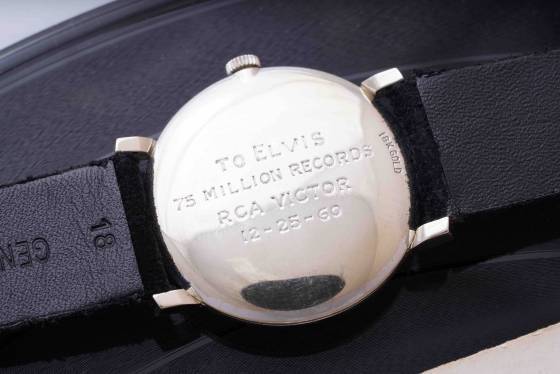 TO ELVIS
75 MILLION RECORDS
RCA VICTOR
12-25-60
18K GOLD
18
GEN